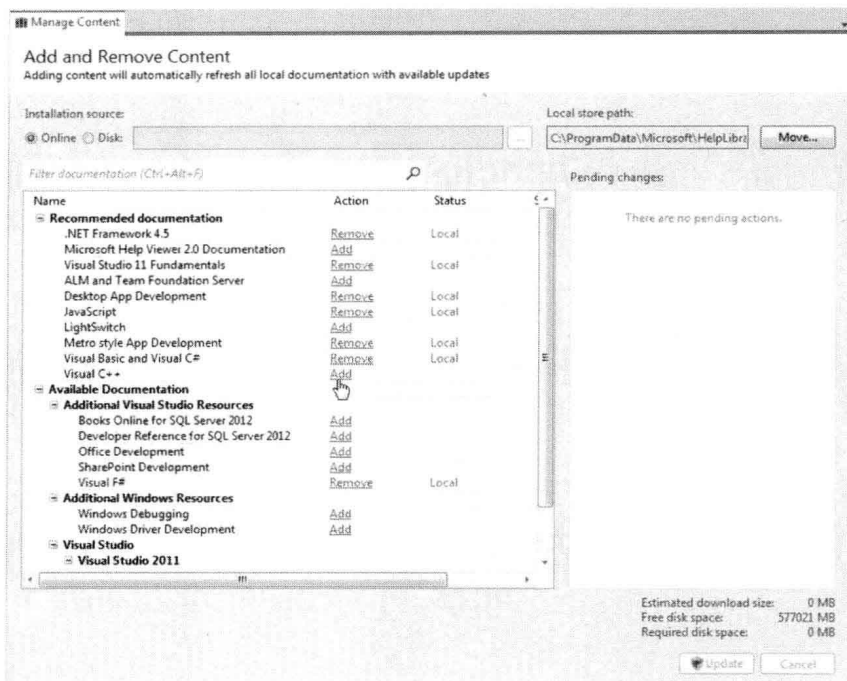 Manage Content
Add and Remove Content
Adding content will automatically refresh all local documentation with available updates
Installation source: Local store path:
Online Disk: ... C:\ProgramData\Microsoft\HelpLibra Move...
Filter documentation (Ctrl+Alt+F) Pending changes:
Name Action Status S
There are no pending actions.
Recommended documentation
.NET Framework 4.5 Remove Local
Microsoft Help Viewer 2.0 Documentation Add
Visual Studio 11 Fundamentals Remove Local
ALM and Team Foundation Server Add
Desktop App Development Remove Local
JavaScript Remove Local
LightSwitch Add
Metro style App Development Remove Local
Visual Basic and Visual C# Remove Local
Visual C++ Add
Available Documentation
Additional Visual Studio Resources
Books Online for SQL Server 2012 Add
Developer Reference for SQL Server 2012 Add
Office Development Add
SharePoint Development Add
Visual F# Remove Local
Additional Windows Resources
Windows Debugging Add
Windows Driver Development Add
Visual Studio
Visual Studio 2011
Estimated download size: 0 MB
Free disk space: 577021 MB
Required disk space: 0 MB
Update Cancel